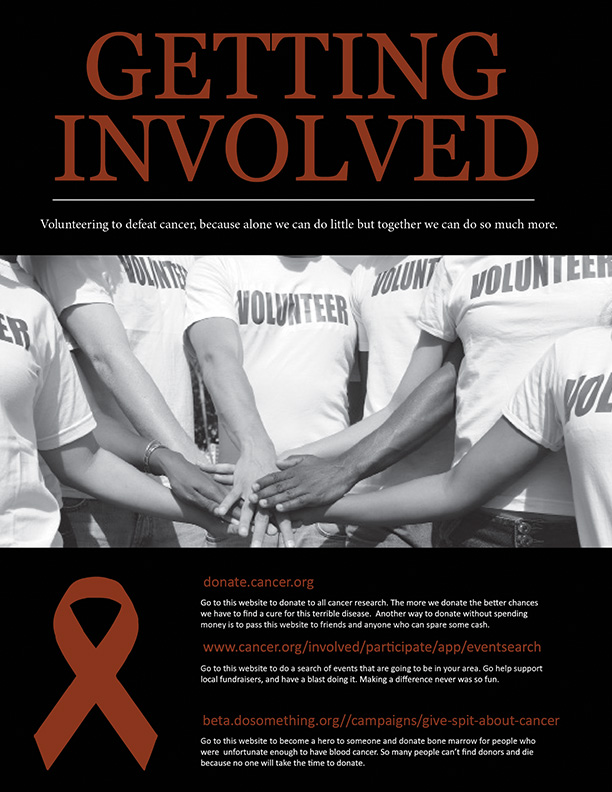 GETTING
INVOLVED
Volunteering to defeat cancer, because alone we can do little but together we can do so much more.
VOLUNTEER
VOLUNTEER
VOLUNT
VOLUNTEER
ER
VOL
donate.cancer.org
Go to this website to donate to all cancer research. The more we donate the better chances
we have to find a cure for this terrible disease.  Another way to donate without spending
money is to pass this website to friends and anyone who can spare some cash.
www.cancer.org/involved/participate/app/eventsearch
Go to this website to do a search of events that are going to be in your area. Go help support
local fundraisers, and have a blast doing it. Making a difference never was so fun.
beta.dosomething.org//campaigns/give-spit-about-cancer
Go to this website to become a hero to someone and donate bone marrow for people who
were  unfortunate enough to have blood cancer. So many people can't find donors and die
because no one will take the time to donate.